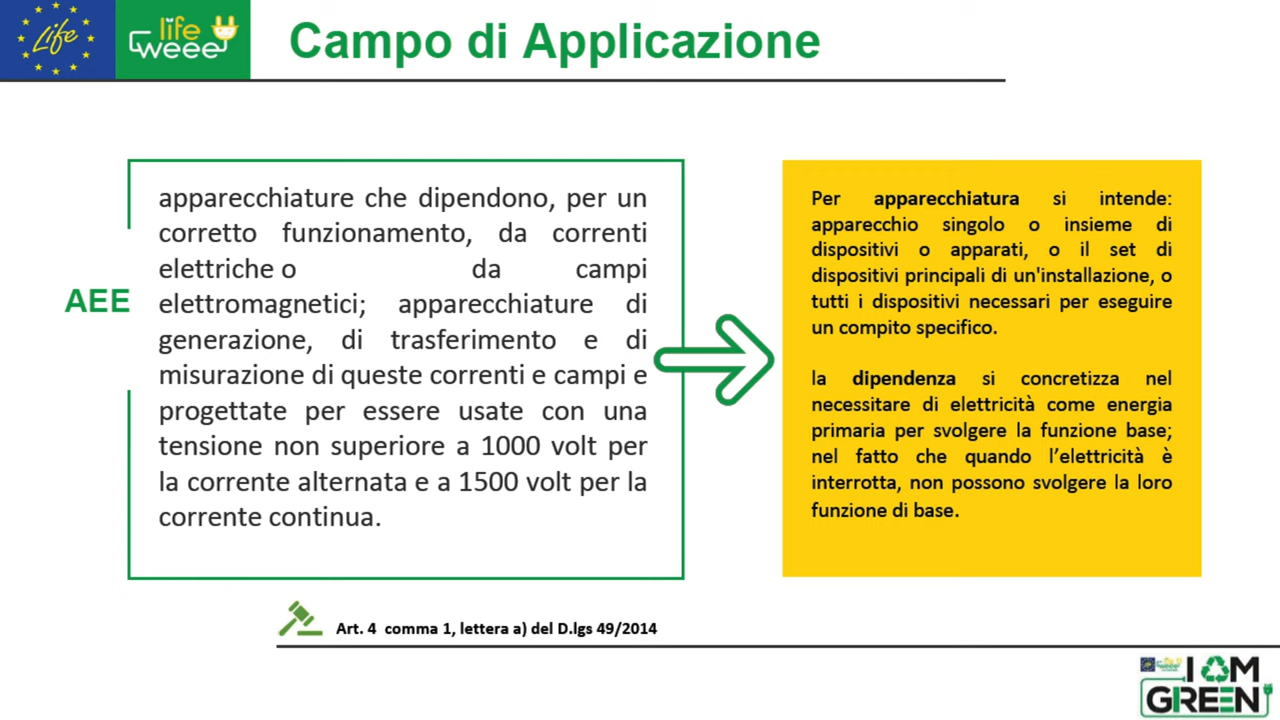 Life
life
weee
Campo di Applicazione
AEE
apparecchiature che dipendono, per un
corretto funzionamento, da correnti
elettriche o da campi
elettromagnetici; apparecchiature di
generazione, di trasferimento e di
misurazione di queste correnti e campi e
progettate per essere usate con una
tensione non superiore a 1000 volt per
la corrente alternata e a 1500 volt per la
corrente continua.
Per apparecchiatura si intende:
apparecchio singolo o insieme di
dispositivi o apparati, o il set di
dispositivi principali di un'installazione, o
tutti i dispositivi necessari per eseguire
un compito specifico.
la dipendenza si concretizza nel
necessitare di elettricità come energia
primaria per svolgere la funzione base;
nel fatto che quando l’elettricità è
interrotta, non possono svolgere la loro
funzione di base.
Art. 4 comma 1, lettera a) del D.lgs 49/2014
I AM
GREEN